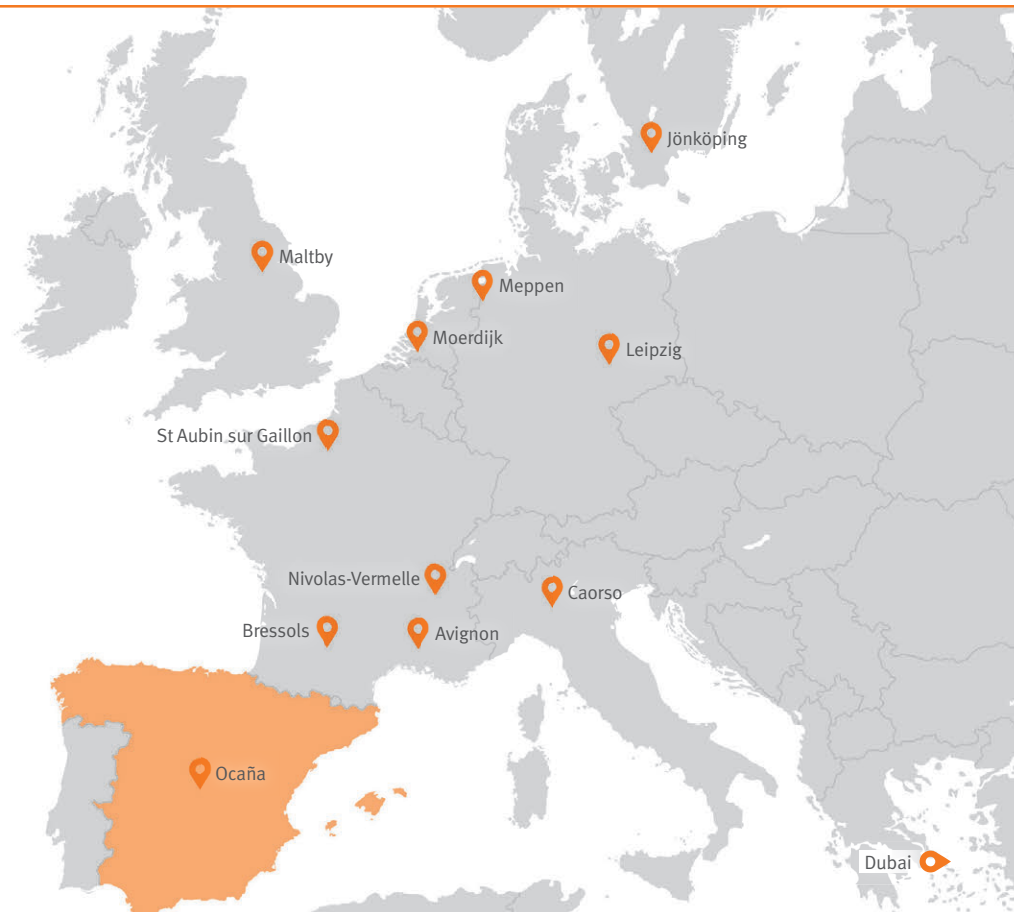 Jönköping
Maltby
Meppen
Moerdijk
Leipzig
St Aubin sur Gaillon
Nivolas-Vermelle
Caorso
Bressols
Avignon
Ocaña
Dubai